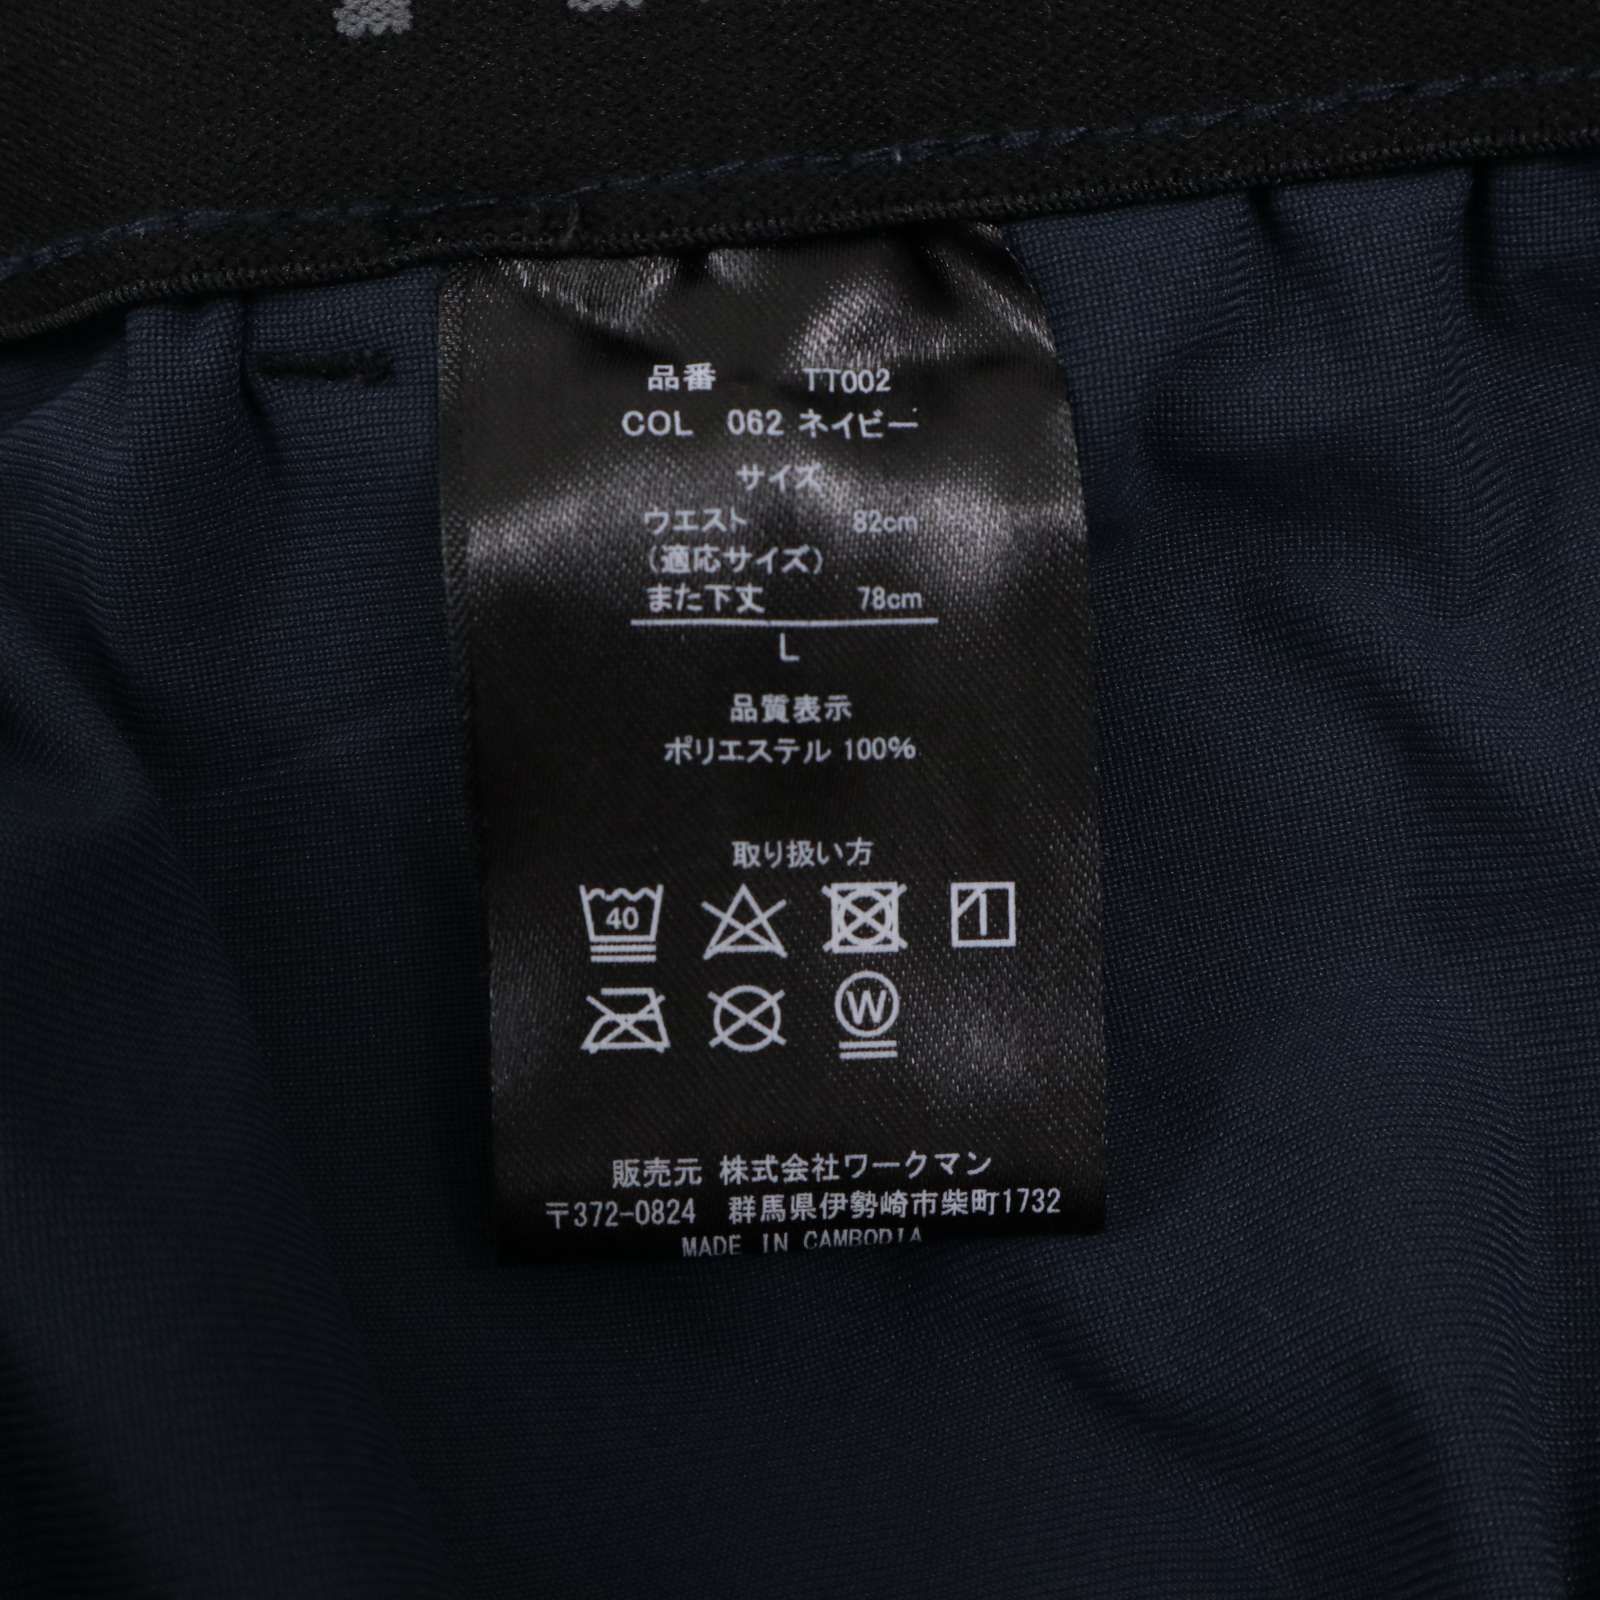 品番 TT002
COL 062 ネイビー
サイズ
ウエスト 82cm
(適応サイズ)
また下丈 78cm
L
品質表示
ポリエステル 100%
取り扱い方
40
W
販売元 株式会社ワークマン
〒372-0824 群馬県伊勢崎市柴町1732
MADE IN CAMBODIA